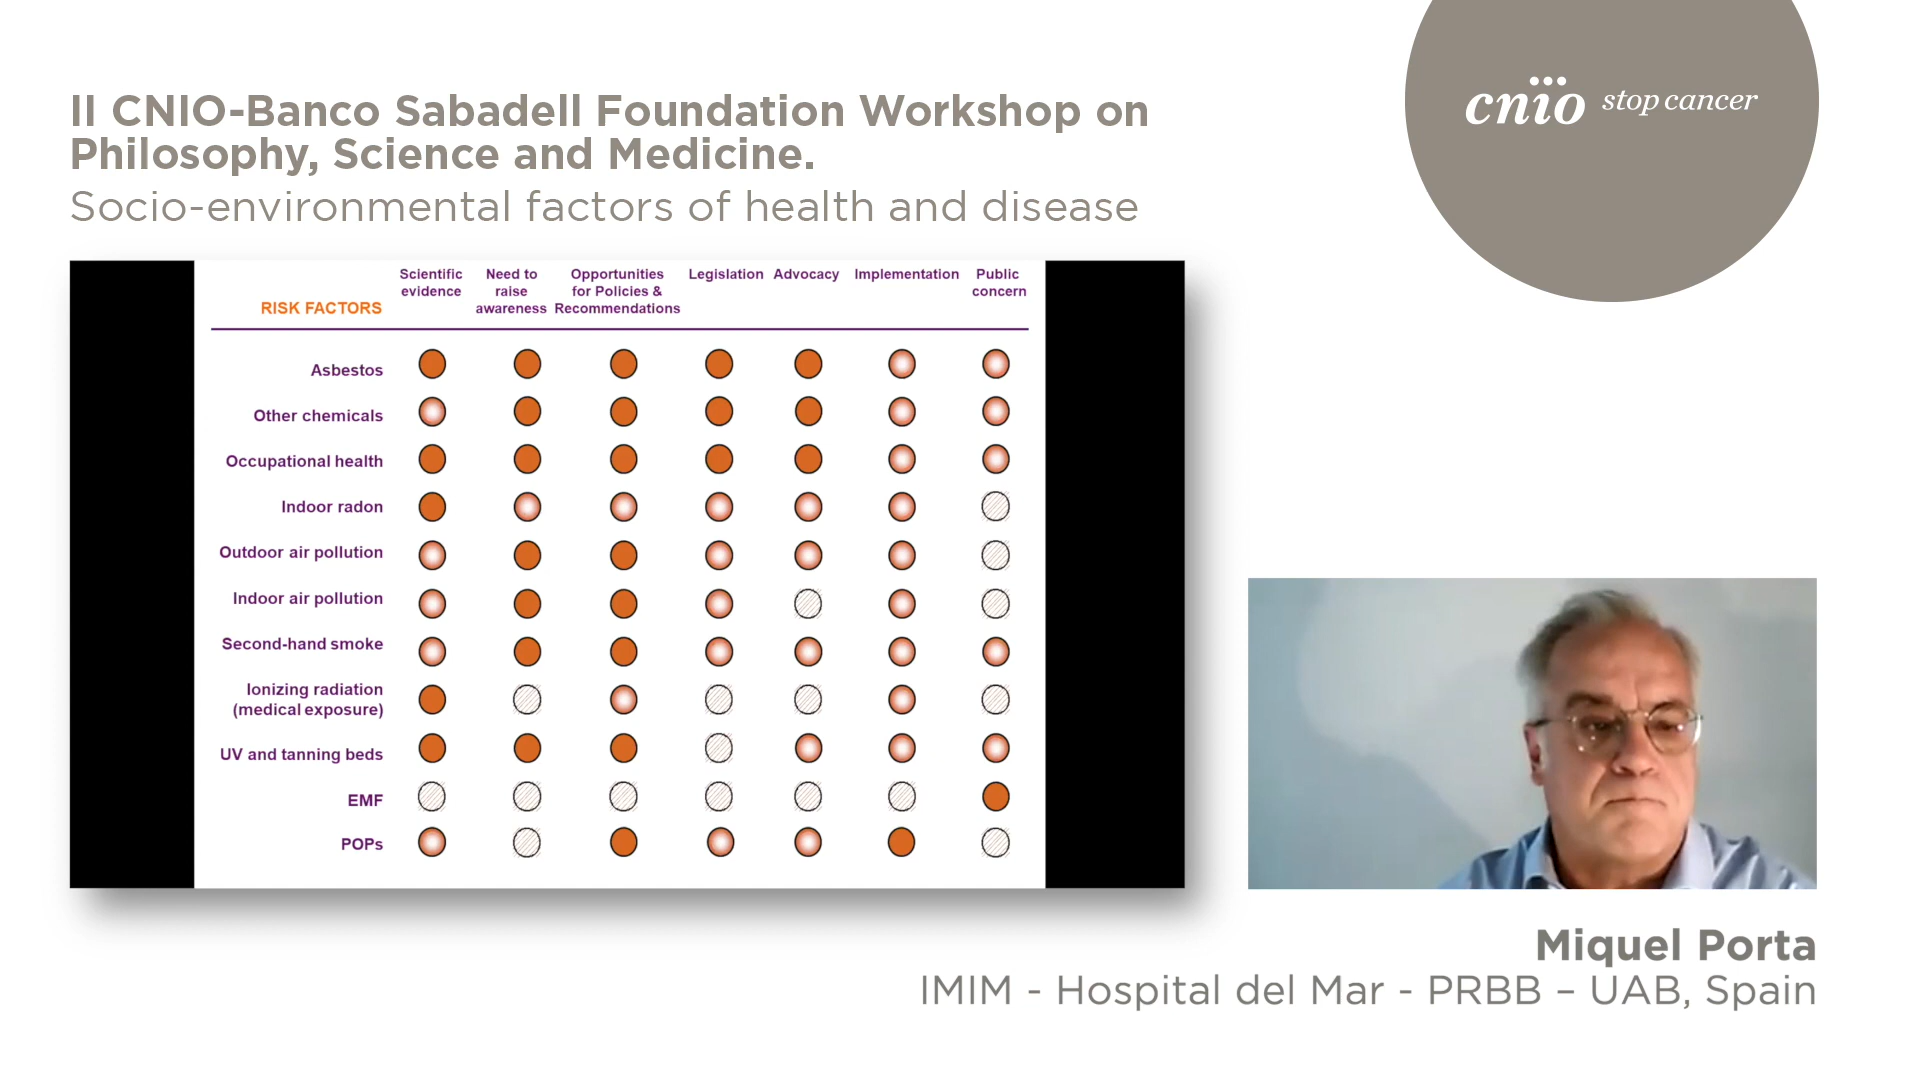 II CNIO-Banco Sabadell Foundation Workshop on
Philosophy, Science and Medicine.
Socio-environmental factors of health and disease
cnio stop cancer
RISK FACTORS
Scientific
evidence
Need to
raise
awareness
Opportunities
for Policies &
Recommendations
Legislation
Advocacy
Implementation
Public
concern
Asbestos
Other chemicals
Occupational health
Indoor radon
Outdoor air pollution
Indoor air pollution
Second-hand smoke
Ionizing radiation
(medical exposure)
UV and tanning beds
EMF
POPs
Miquel Porta
IMIM - Hospital del Mar - PRBB – UAB, Spain